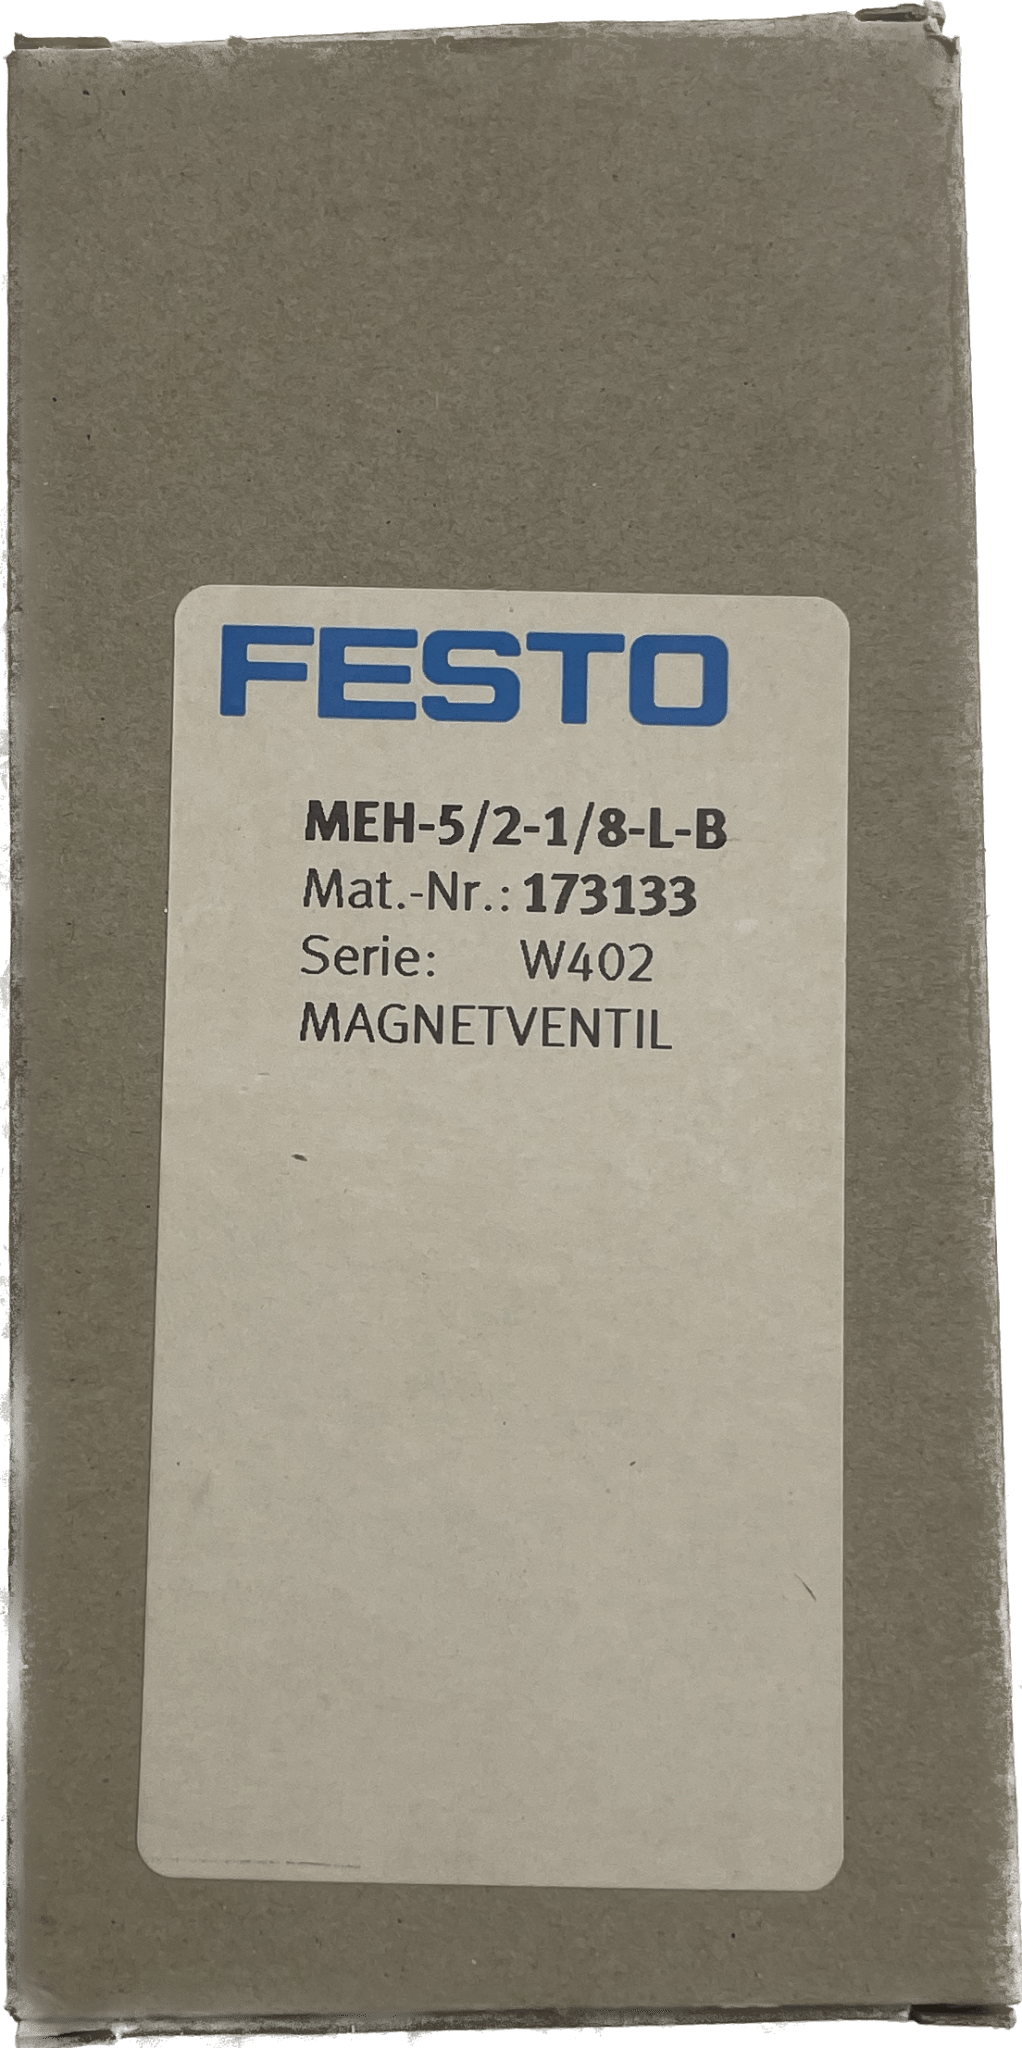 FESTO
MEH-5/2-1/8-L-B
Mat.-Nr.: 173133
Serie: W402
MAGNETVENTIL